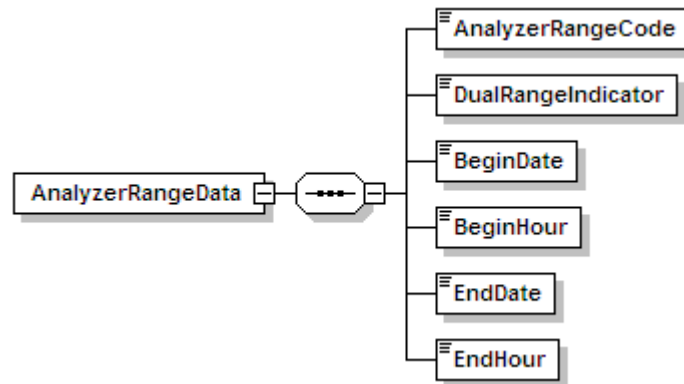 AnalyzerRangeData
AnalyzerRangeCode
DualRangeIndicator
BeginDate
BeginHour
EndDate
EndHour